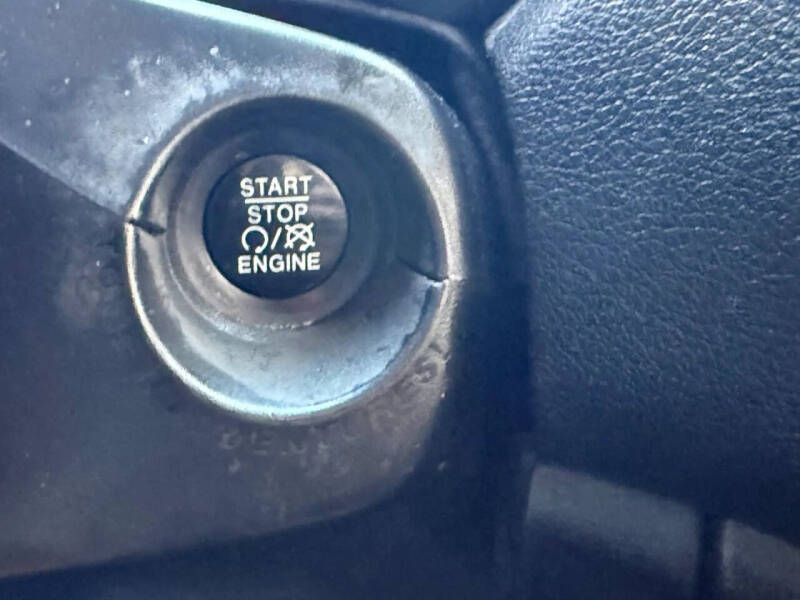 START
STOP
/
ENGINE